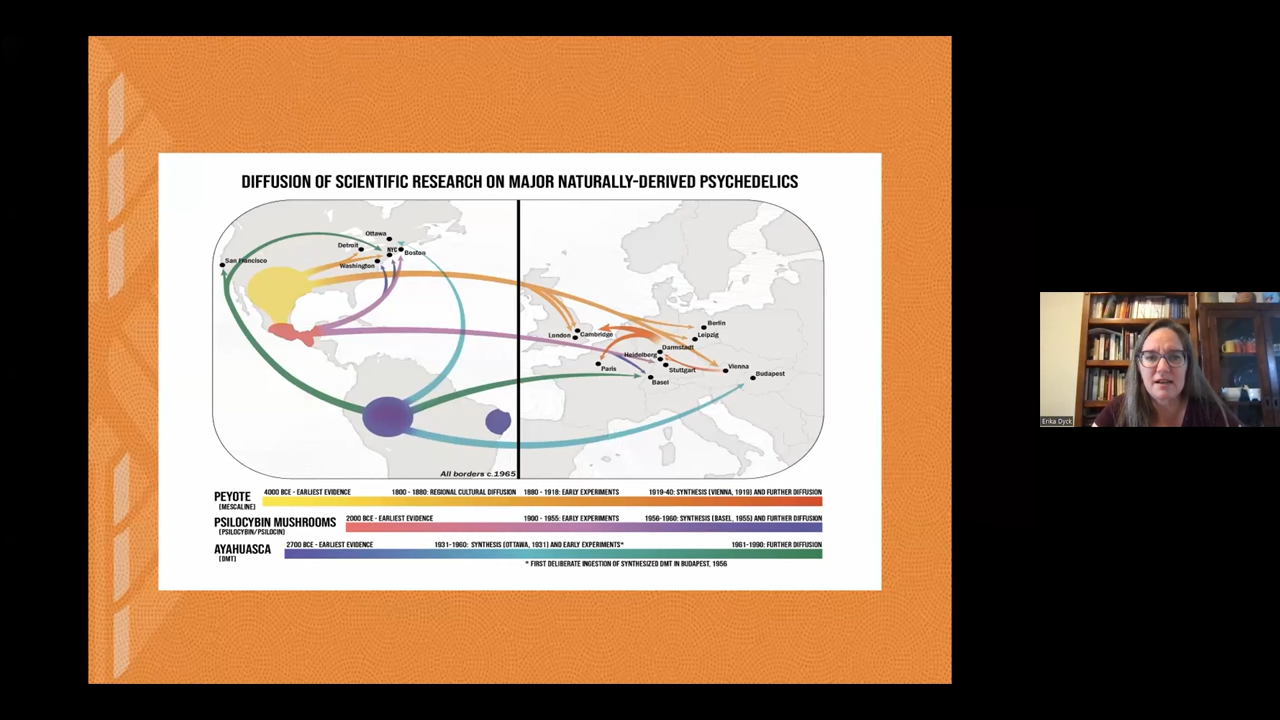 DIFFUSION OF SCIENTIFIC RESEARCH ON MAJOR NATURALLY-DERIVED PSYCHEDELICS
Ottawa
Detroit
NYC
Boston
San Francisco
Washington
Berlin
London
Cambridge
Leipzig
Darmstadt
Heidelberg
Paris
Stuttgart
Vienna
Budapest
Basel
All borders c.1965
PEYOTE
(MESCALINE)
4000 BCE - EARLIEST EVIDENCE
1800 - 1880: REGIONAL CULTURAL DIFFUSION
1880 - 1918: EARLY EXPERIMENTS
1919-40: SYNTHESIS (VIENNA, 1919) AND FURTHER DIFFUSION
PSILOCYBIN MUSHROOMS
(PSILOCYBIN/PSILOCIN)
2000 BCE - EARLIEST EVIDENCE
1900 - 1955: EARLY EXPERIMENTS
1956-1960: SYNTHESIS (BASEL, 1955) AND FURTHER DIFFUSION
AYAHUASCA
(DMT)
2700 BCE - EARLIEST EVIDENCE
1931-1960: SYNTHESIS (OTTAWA, 1931) AND EARLY EXPERIMENTS*
1961-1990: FURTHER DIFFUSION
* FIRST DELIBERATE INGESTION OF SYNTHESIZED DMT IN BUDAPEST, 1956
Erika Dyck